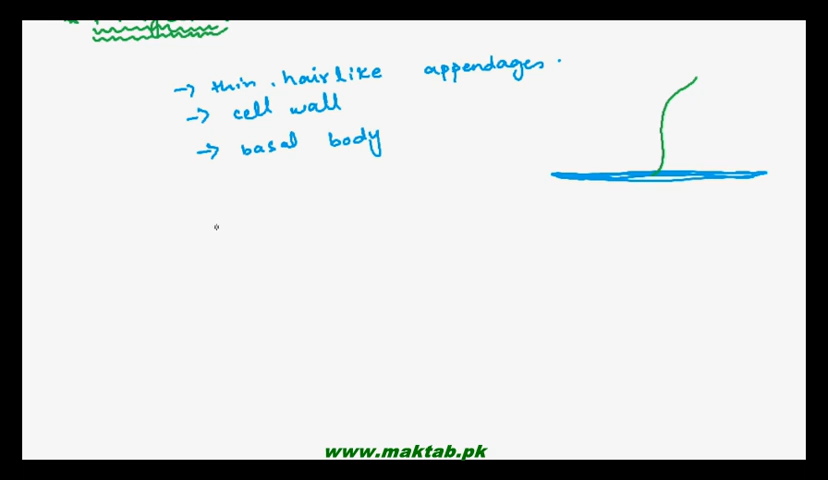 → thin, hairlike appendages.
→ cell wall
→ basal body
www.maktab.pk